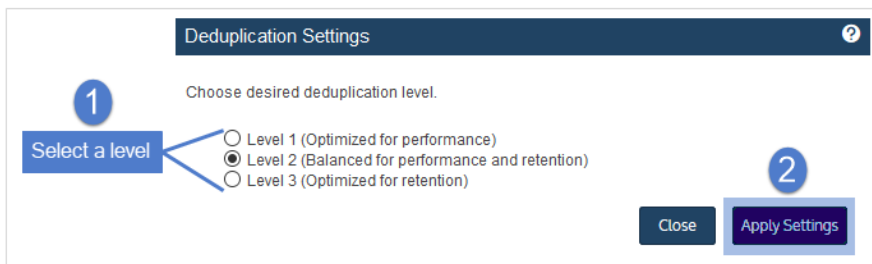 Deduplication Settings ?
Choose desired deduplication level.
1
Select a level
Level 1 (Optimized for performance)
Level 2 (Balanced for performance and retention)
Level 3 (Optimized for retention)
2
Close Apply Settings